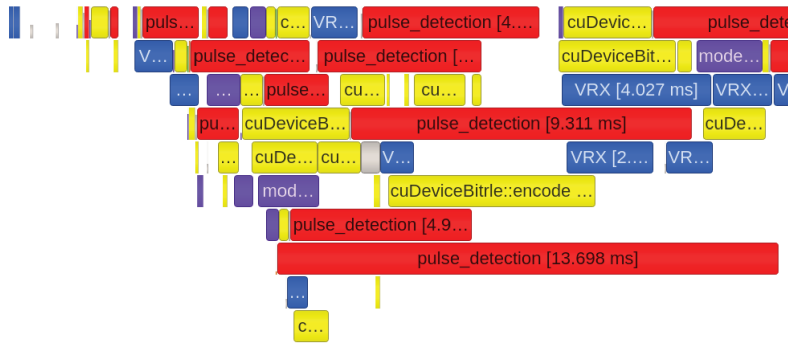 puls… c… VR… pulse_detection [4.… cuDevic… pulse_dete
V… pulse_detec… pulse_detection [… cuDeviceBit… mode…
… … … pulse… cu… cu… VRX [4.027 ms] VRX… V
pu… cuDeviceB… pulse_detection [9.311 ms] cuDe…
… cuDe… cu… V… VRX [2.… VR…
mod… cuDeviceBitrle::encode …
pulse_detection [4.9…
pulse_detection [13.698 ms]
…
c…